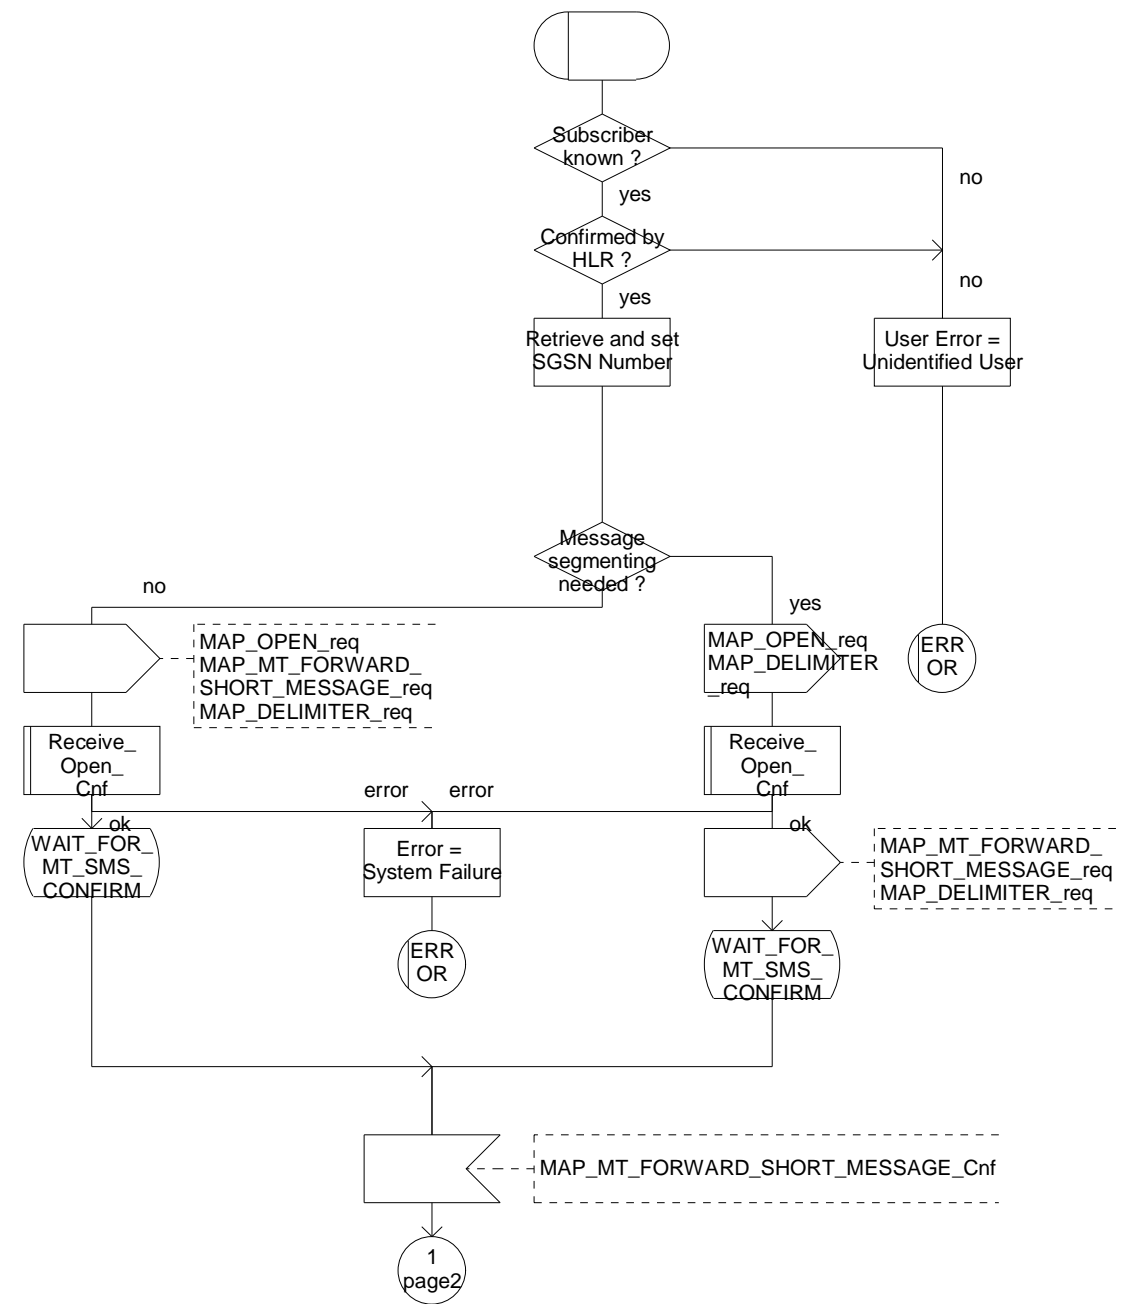 Subscriber
known ?
no
yes
Confirmed by
HLR ?
no
yes
Retrieve and set
SGSN Number
User Error =
Unidentified User
Message
segmenting
needed ?
no
yes
MAP_OPEN_req
MAP_MT_FORWARD_
SHORT_MESSAGE_req
MAP_DELIMITER_req
MAP_OPEN_req
MAP_DELIMITER
_req
ERR
OR
Receive_
Open_
Cnf
Receive_
Open_
Cnf
error
error
ok
ok
WAIT_FOR_
MT_SMS_
CONFIRM
Error =
System Failure
MAP_MT_FORWARD_
SHORT_MESSAGE_req
MAP_DELIMITER_req
ERR
OR
WAIT_FOR_
MT_SMS_
CONFIRM
MAP_MT_FORWARD_SHORT_MESSAGE_Cnf
1
page2